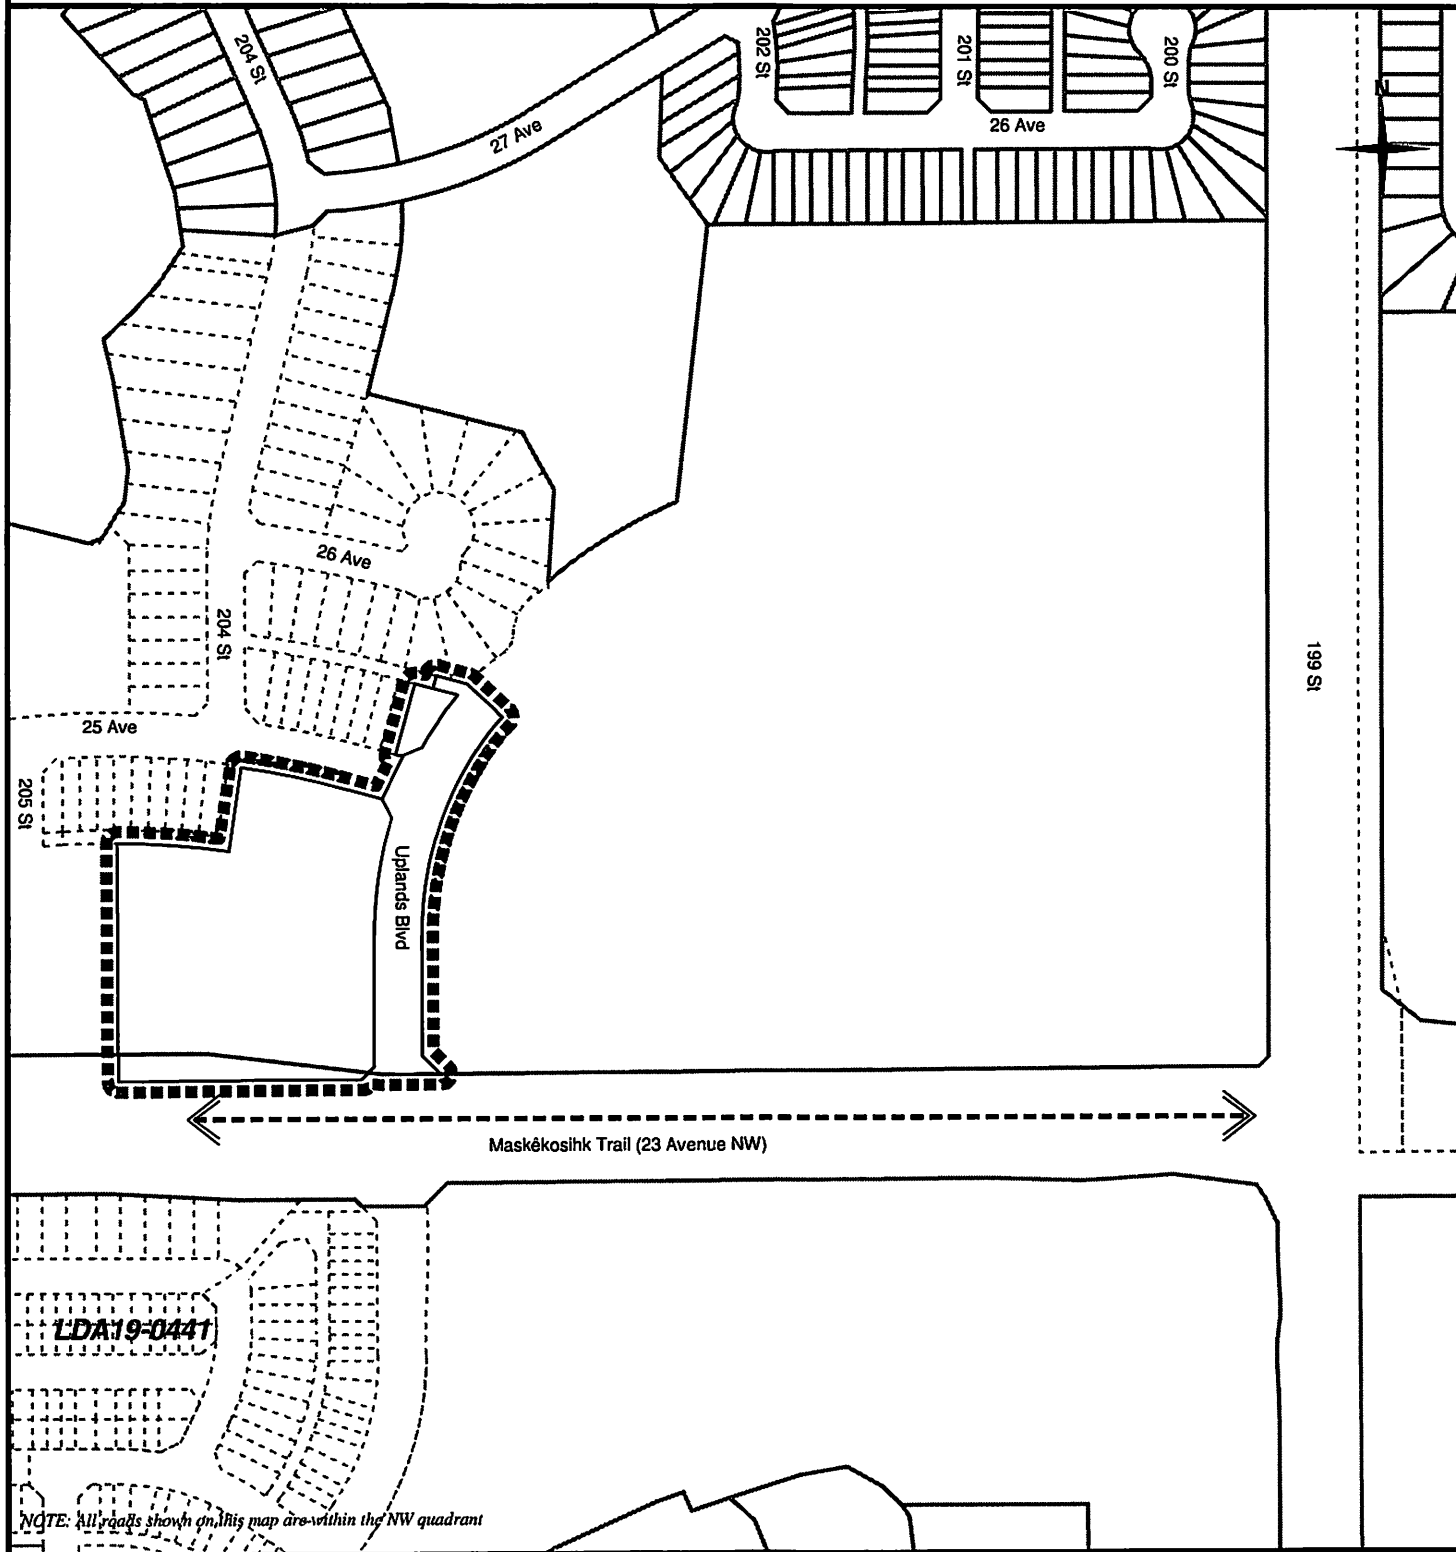 204 St
202 St
201 St
200 St
27 Ave
26 Ave
N
26 Ave
204 St
199 St
25 Ave
205 St
Uplands Blvd
Maskêkosihk Trail (23 Avenue NW)
LDA19-0441
NOTE: All roads shown on this map are within the NW quadrant